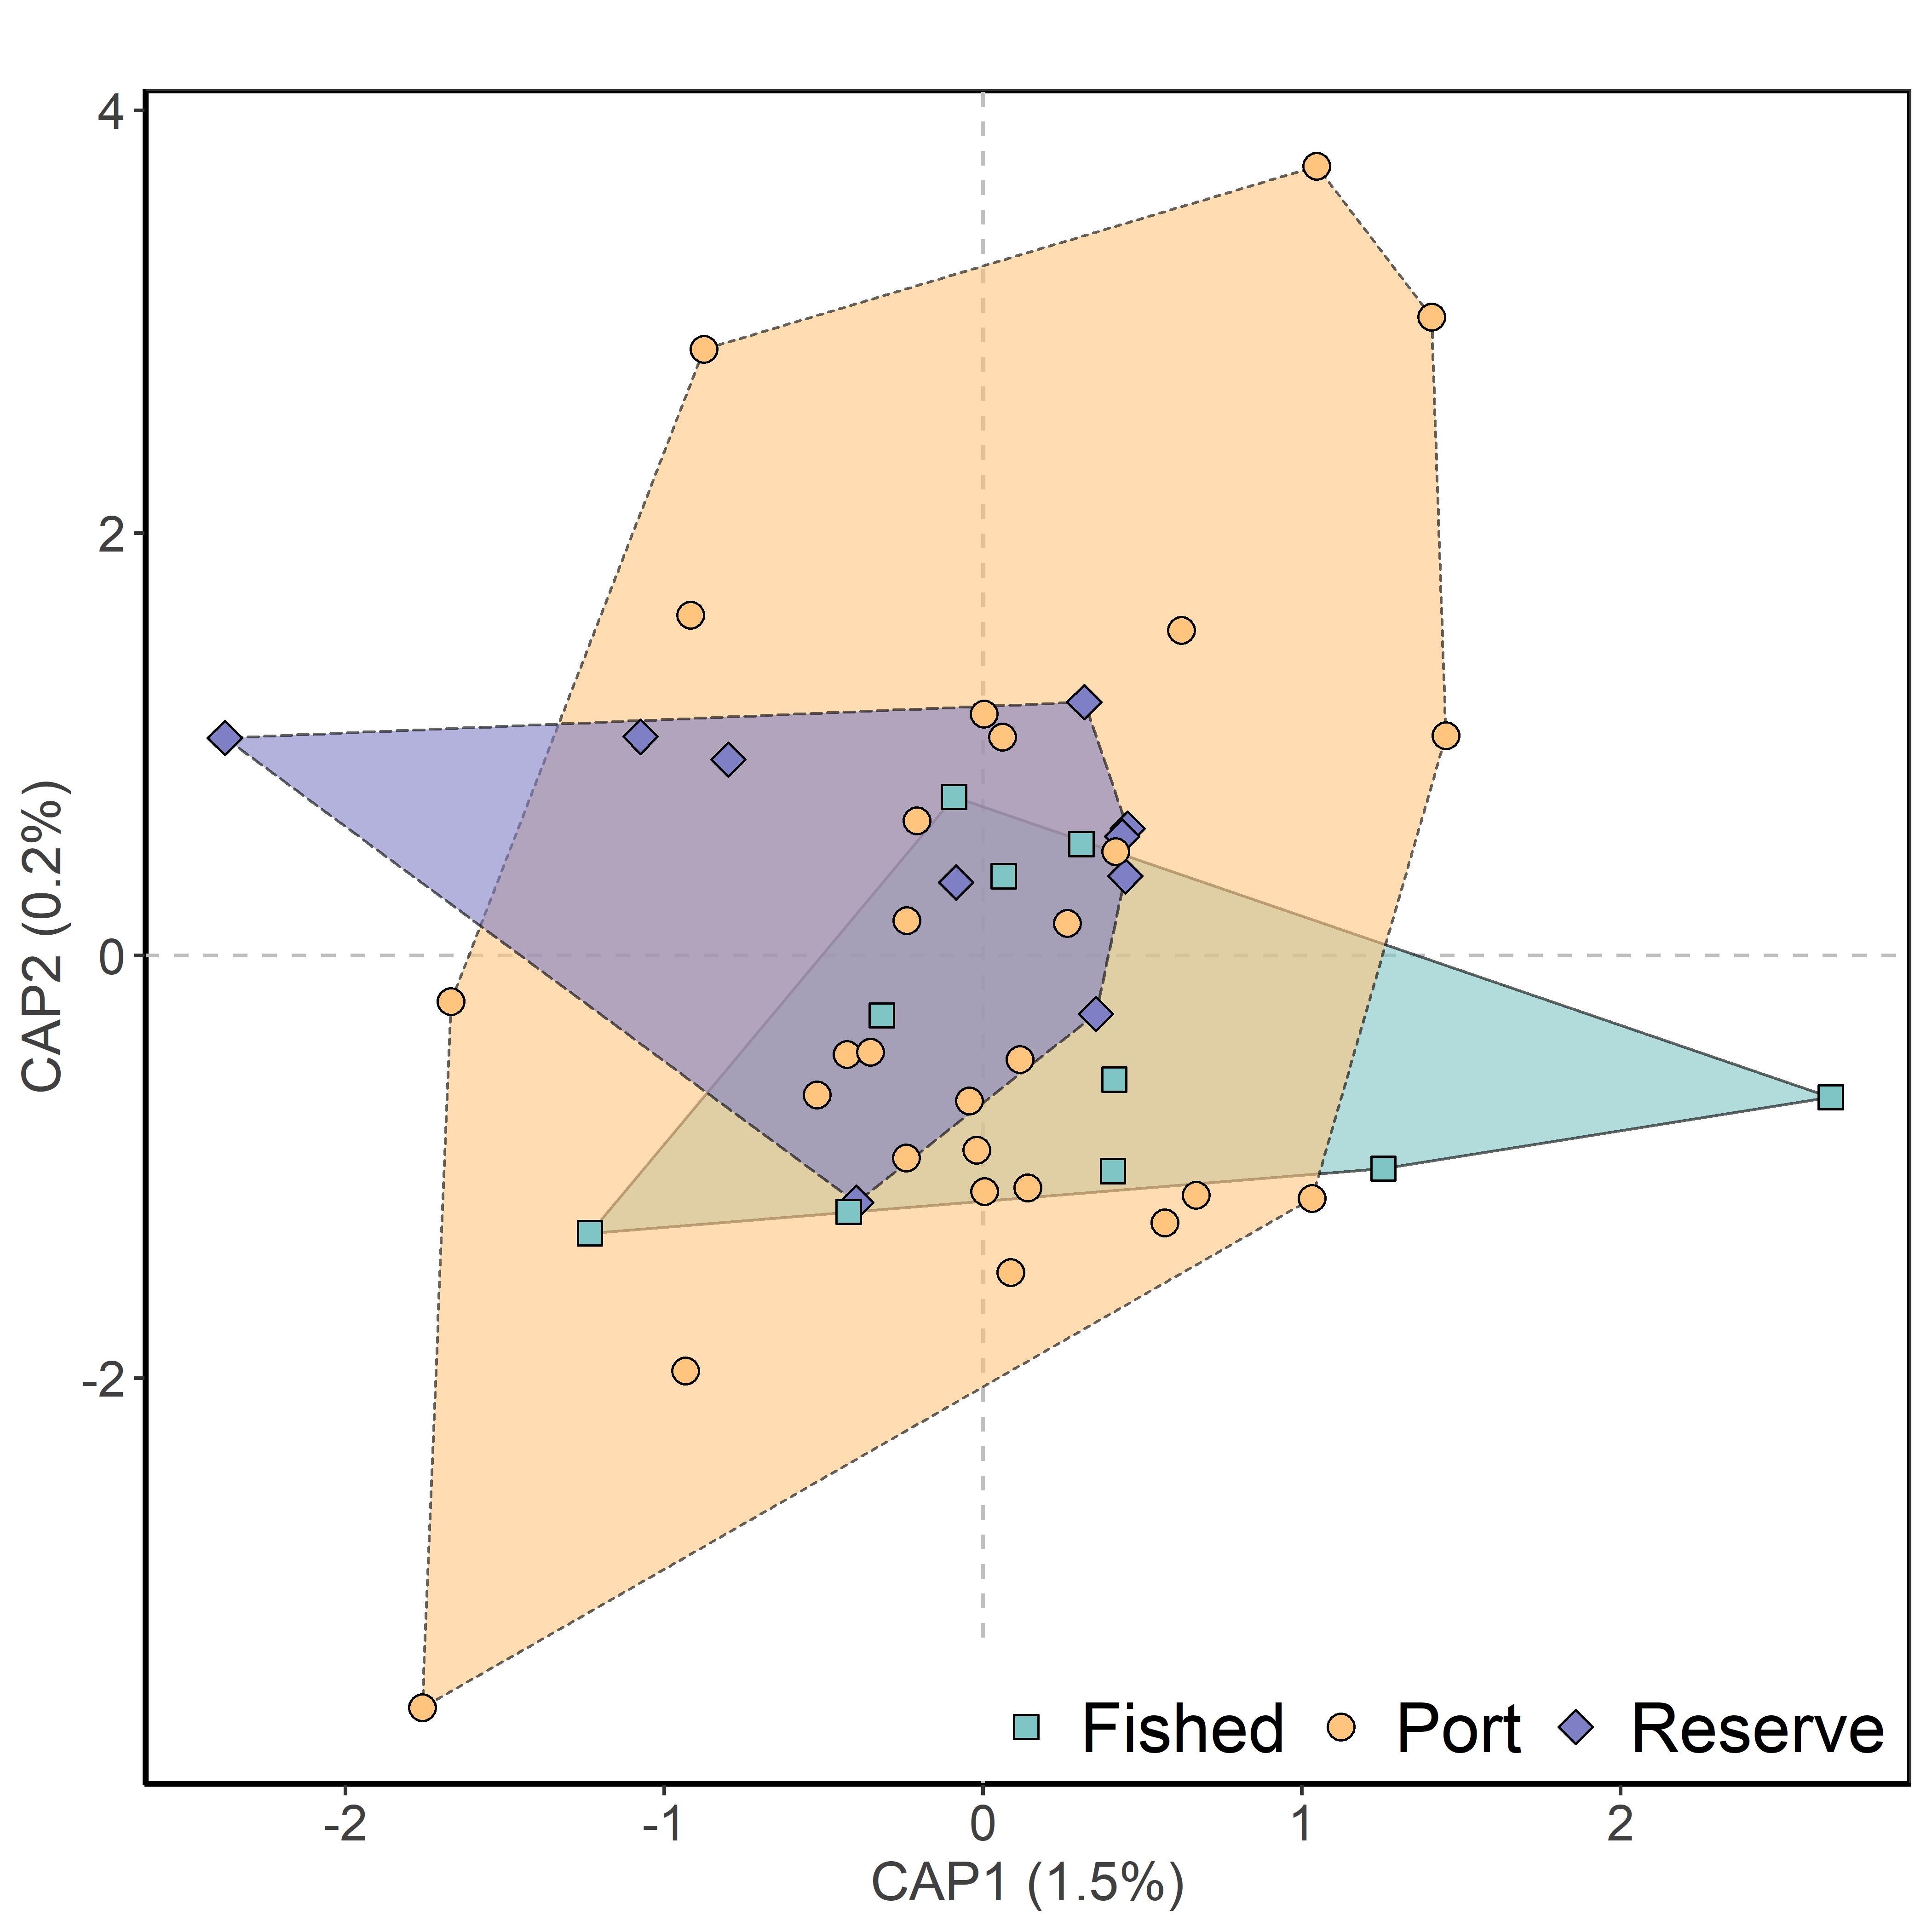 4
2
0
-2
CAP2 (0.2%)
Fished Port Reserve
-2 -1 0 1 2
CAP1 (1.5%)